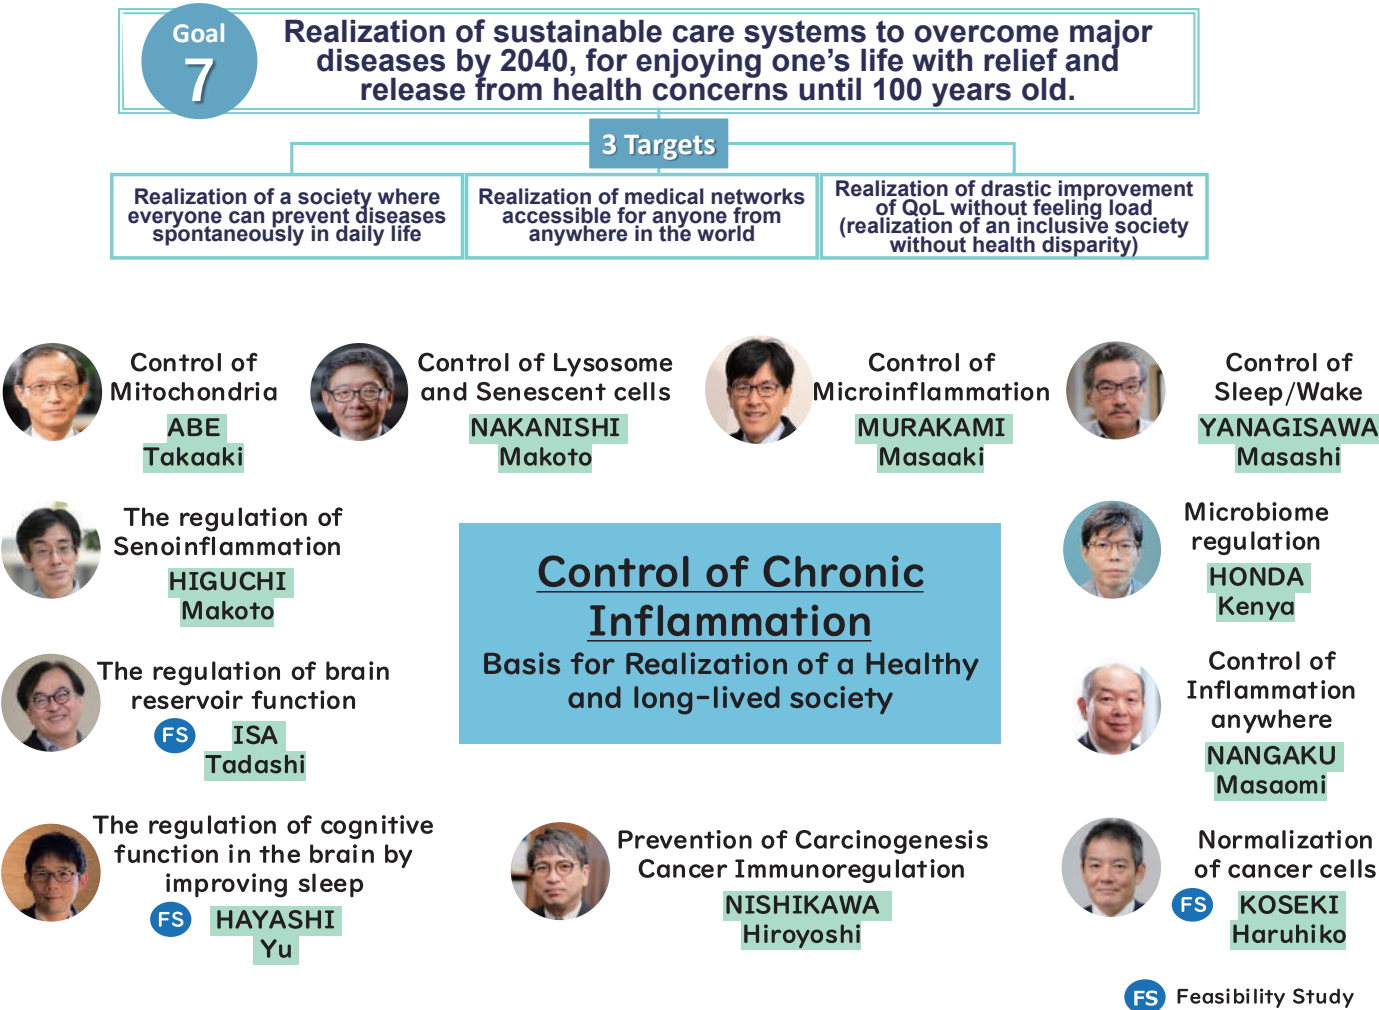 Goal
7
Realization of sustainable care systems to overcome major
diseases by 2040, for enjoying one's life with relief and
release from health concerns until 100 years old.
3 Targets
Realization of a society where
everyone can prevent diseases
spontaneously in daily life
Realization of medical networks
accessible for anyone from
anywhere in the world
Realization of drastic improvement
of QoL without feeling load
(realization of an inclusive society
without health disparity)
Control of
Mitochondria
ABE
Takaaki
Control of Lysosome
and Senescent cells
NAKANISHI
Makoto
Control of
Microinflammation
MURAKAMI
Masaaki
Control of
Sleep/Wake
YANAGISAWA
Masashi
The regulation of
Senoinflammation
HIGUCHI
Makoto
Control of Chronic
Inflammation
Basis for Realization of a Healthy
and long-lived society
Microbiome
regulation
HONDA
Kenya
The regulation of brain
reservoir function
FS
ISA
Tadashi
Control of
Inflammation
anywhere
NANGAKU
Masaomi
The regulation of cognitive
function in the brain by
improving sleep
FS
HAYASHI
Yu
Prevention of Carcinogenesis
Cancer Immunoregulation
NISHIKAWA
Hiroyoshi
Normalization
of cancer cells
FS
KOSEKI
Haruhiko
FS Feasibility Study